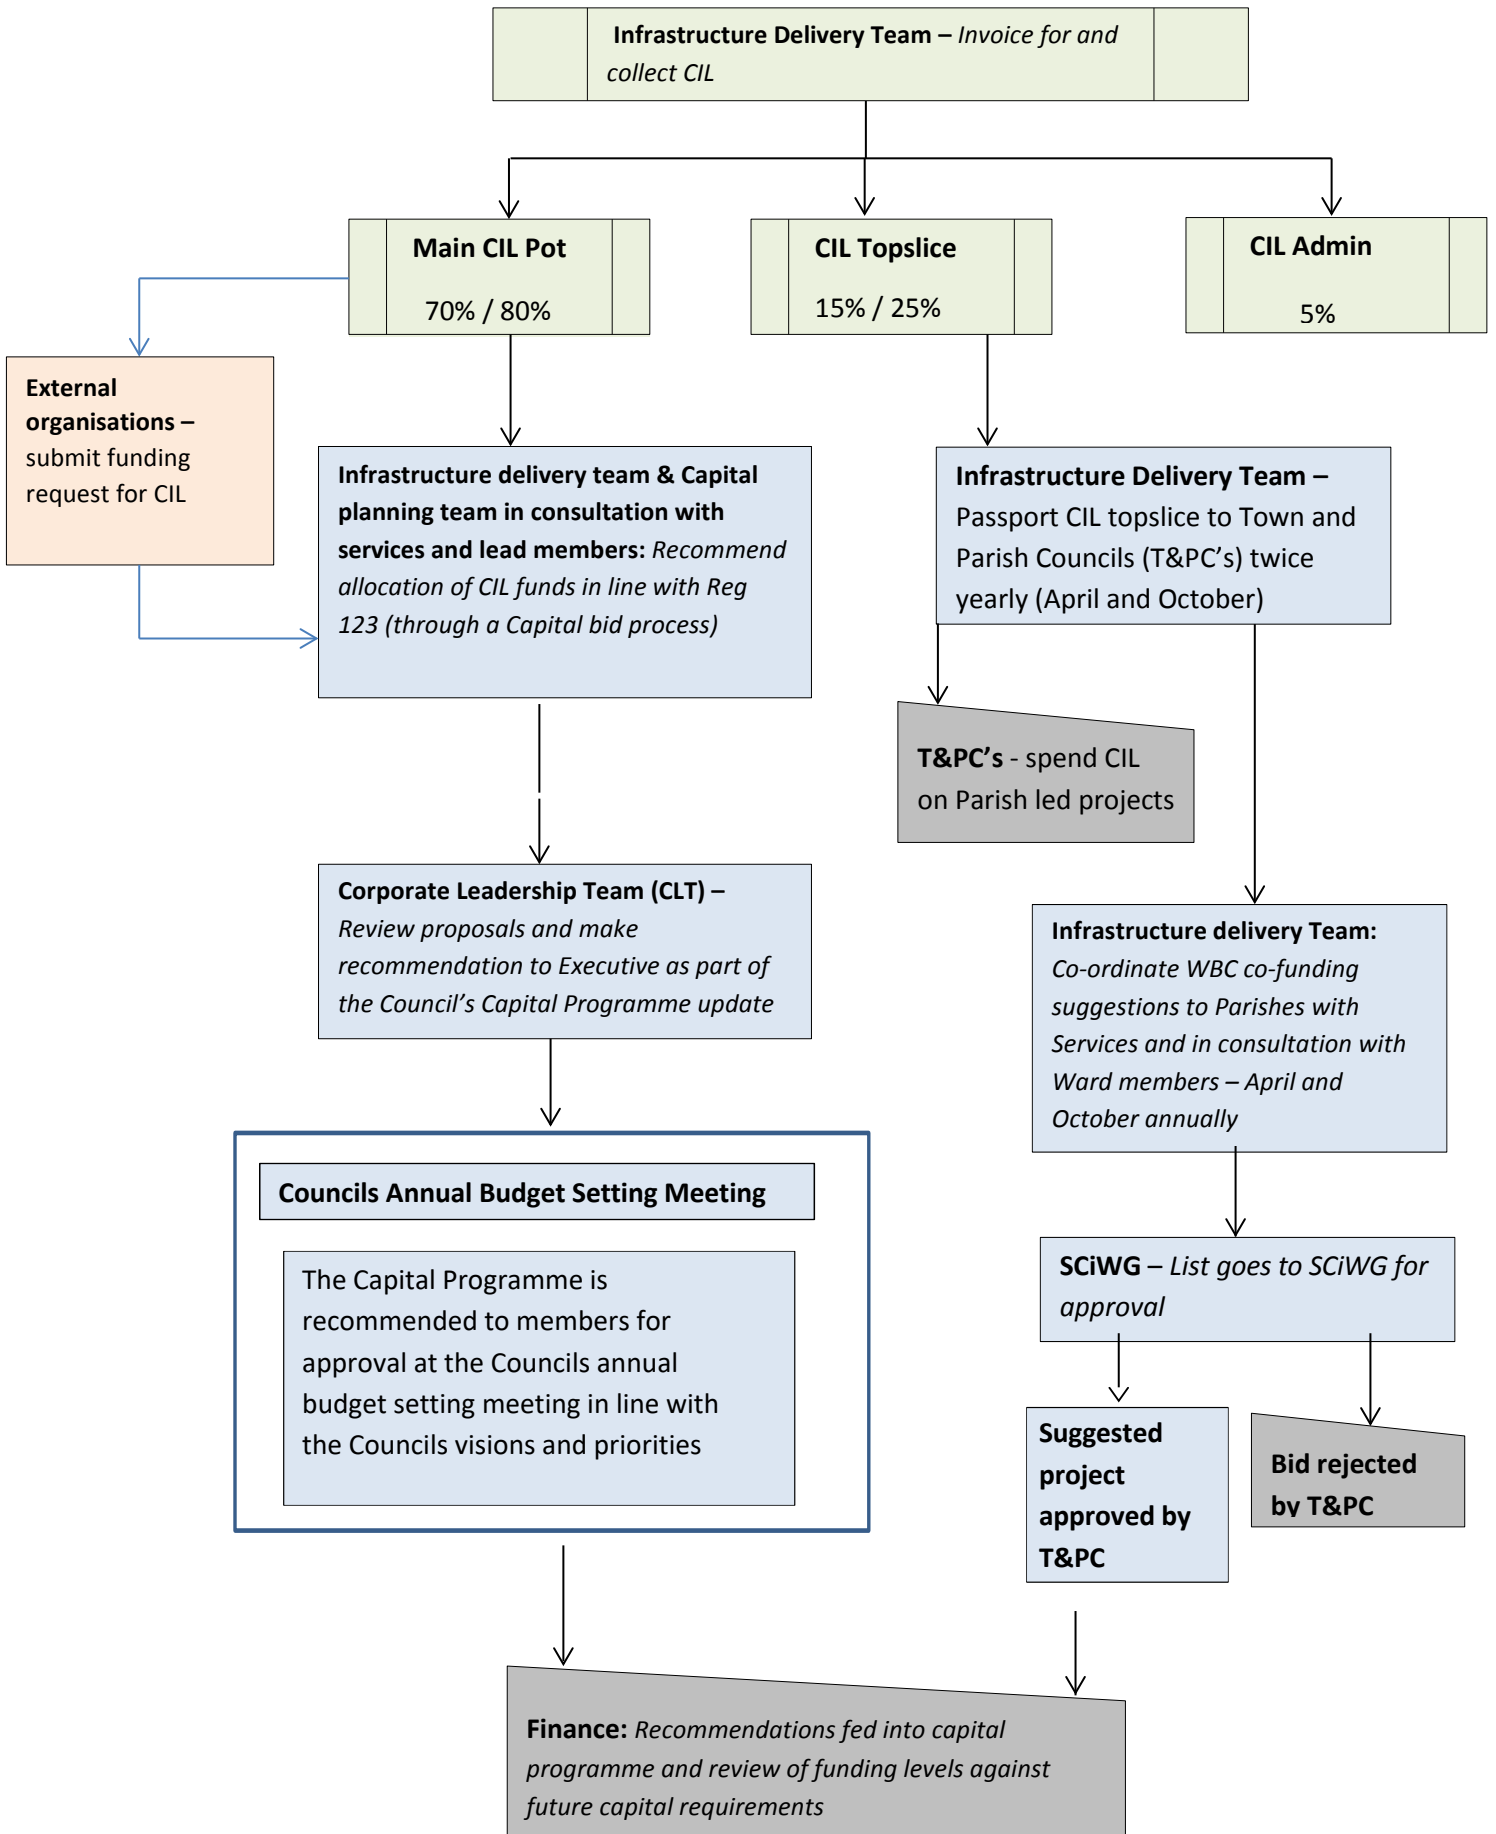 Infrastructure Delivery Team – Invoice for and
collect CIL
Main CIL Pot
70% / 80%
CIL Topslice
15% / 25%
CIL Admin
5%
External
organisations –
submit funding
request for CIL
Infrastructure delivery team & Capital
planning team in consultation with
services and lead members: Recommend
allocation of CIL funds in line with Reg
123 (through a Capital bid process)
Infrastructure Delivery Team –
Passport CIL topslice to Town and
Parish Councils (T&PC’s) twice
yearly (April and October)
T&PC’s - spend CIL
on Parish led projects
Corporate Leadership Team (CLT) –
Review proposals and make
recommendation to Executive as part of
the Council’s Capital Programme update
Infrastructure delivery Team:
Co-ordinate WBC co-funding
suggestions to Parishes with
Services and in consultation with
Ward members – April and
October annually
Councils Annual Budget Setting Meeting
The Capital Programme is
recommended to members for
approval at the Councils annual
budget setting meeting in line with
the Councils visions and priorities
SCiWG – List goes to SCiWG for
approval
Suggested
project
approved by
T&PC
Bid rejected
by T&PC
Finance: Recommendations fed into capital
programme and review of funding levels against
future capital requirements